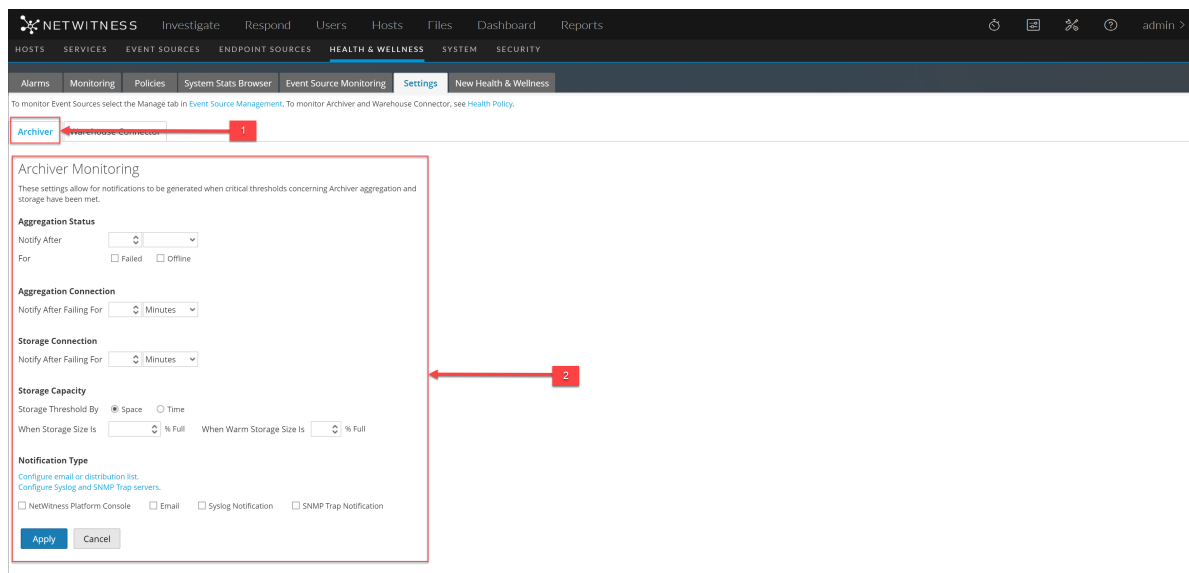 NETWITNESS Investigate Respond Users Hosts Files Dashboard Reports admin >
HOSTS SERVICES EVENT SOURCES ENDPOINT SOURCES HEALTH & WELLNESS SYSTEM SECURITY
Alarms Monitoring Policies System Stats Browser Event Source Monitoring Settings New Health & Wellness
To monitor Event Sources select the Manage tab in Event Source Management. To monitor Archiver and Warehouse Connector, see Health Policy.
Archiver Warehouse Connector 1
Archiver Monitoring
These settings allow for notifications to be generated when critical thresholds concerning Archiver aggregation and
storage have been met.
Aggregation Status
Notify After
For Failed Offline
Aggregation Connection
Notify After Failing For Minutes
Storage Connection
Notify After Failing For Minutes
2
Storage Capacity
Storage Threshold By Space Time
When Storage Size Is % Full When Warm Storage Size Is % Full
Notification Type
Configure email or distribution list.
Configure Syslog and SNMP Trap servers.
NetWitness Platform Console Email Syslog Notification SNMP Trap Notification
Apply Cancel